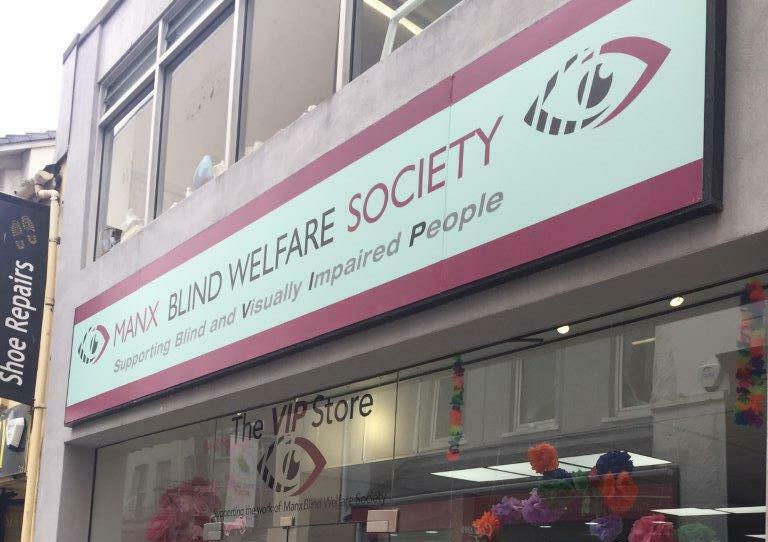 MANX BLIND WELFARE SOCIETY
Supporting Blind and Visually Impaired People
Shoe Repairs
The VIP Store
Supporting the work of Manx Blind Welfare Society